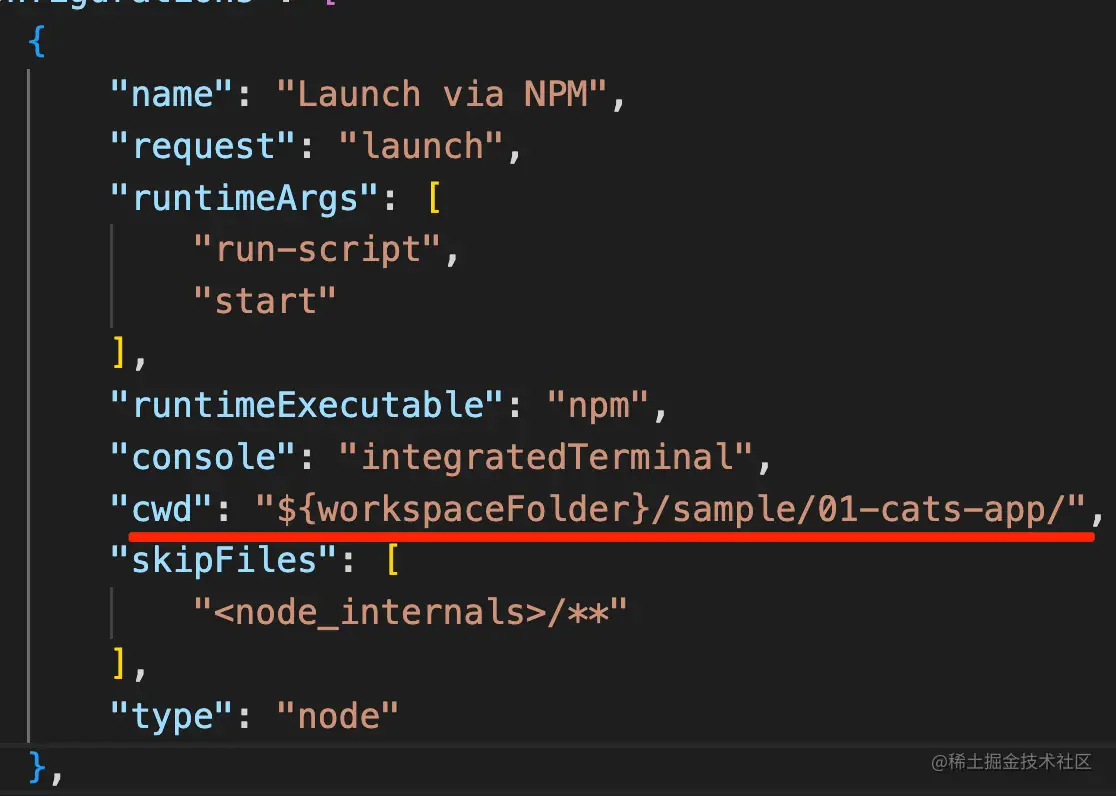 {
"name": "Launch via NPM",
"request": "launch",
"runtimeArgs": [
"run-script",
"start"
],
"runtimeExecutable": "npm",
"console": "integratedTerminal",
"cwd": "${workspaceFolder}/sample/01-cats-app/",
"skipFiles": [
"<node_internals>/**"
],
"type": "node"
},
@稀土掘金技术社区